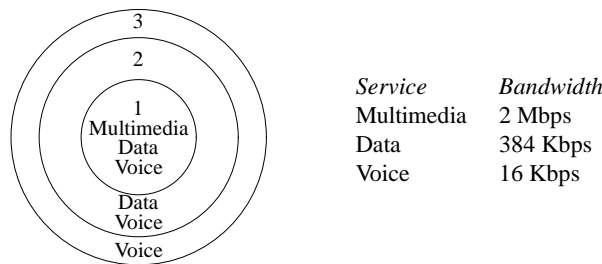 3
2
1
Multimedia
Data
Voice
Data
Voice
Voice
Service Bandwidth
Multimedia 2 Mbps
Data 384 Kbps
Voice 16 Kbps